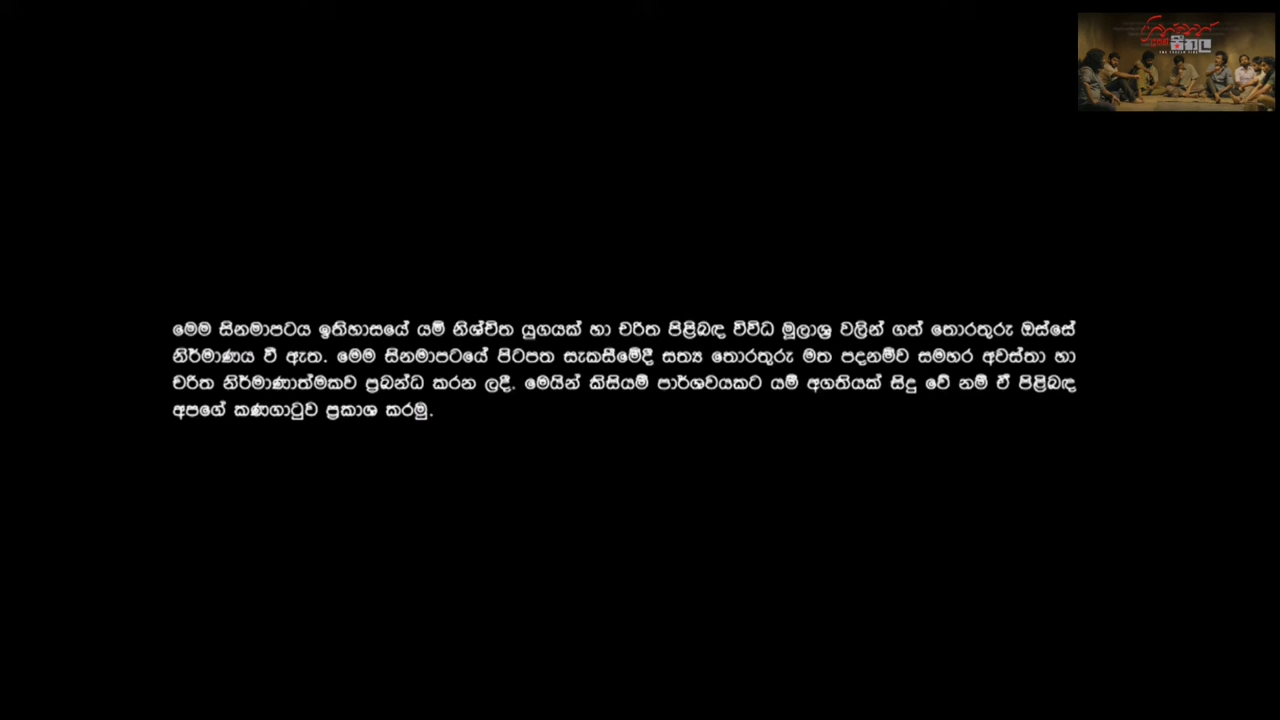 මෙම සිනමාපටය ඉතිහාසයේ යම් නිශ්චිත යුගයක් හා චරිත පිළිබඳ විවිධ මූලාශ්‍ර වලින් ගත් තොරතුරු ඔස්සේ
නිර්මාණය වී ඇත. මෙම සිනමාපටයේ පිටපත සැකසීමේදී සත්‍ය තොරතුරු මත පදනම්ව සමහර අවස්තා හා
චරිත නිර්මාණාත්මකව ප්‍රබන්ධ කරන ලදී. මෙයින් කිසියම් පාර්ශවයකට යම් අගතියක් සිදු වේ නම් ඒ පිළිබඳ
අපගේ කණගාටුව ප්‍රකාශ කරමු.